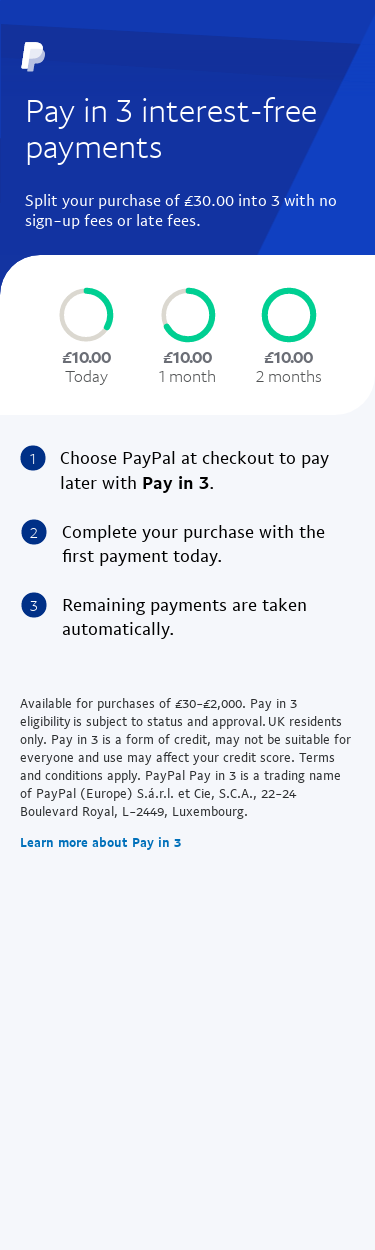 Pay in 3 interest-free
payments
Split your purchase of £30.00 into 3 with no
sign-up fees or late fees.
£10.00 £10.00 £10.00
Today 1 month 2 months
1 Choose PayPal at checkout to pay
later with Pay in 3.
2 Complete your purchase with the
first payment today.
3 Remaining payments are taken
automatically.
Available for purchases of £30-£2,000. Pay in 3
eligibility is subject to status and approval. UK residents
only. Pay in 3 is a form of credit, may not be suitable for
everyone and use may affect your credit score. Terms
and conditions apply. PayPal Pay in 3 is a trading name
of PayPal (Europe) S.á.r.l. et Cie, S.C.A., 22-24
Boulevard Royal, L-2449, Luxembourg.
Learn more about Pay in 3